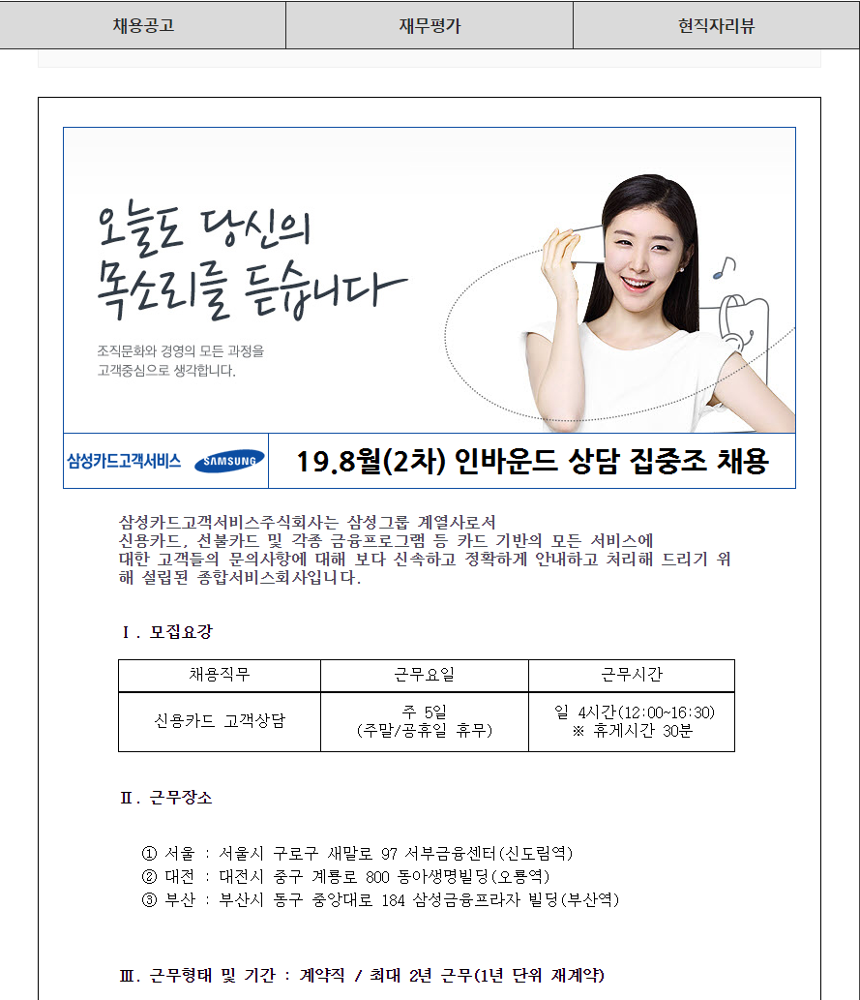 채용공고
재무평가
현직자리뷰
오늘도 당신의
목소리를 듣습니다
조직문화와 경영의 모든 과정을
고객중심으로 생각합니다.
삼성카드고객서비스 SAMSUNG
19.8월(2차) 인바운드 상담 집중조 채용
삼성카드고객서비스주식회사는 삼성그룹 계열사로서
신용카드, 선불카드 및 각종 금융프로그램 등 카드 기반의 모든 서비스에
대한 고객들의 문의사항에 대해 보다 신속하고 정확하게 안내하고 처리해 드리기 위
해 설립된 종합서비스회사입니다.
Ⅰ. 모집요강
채용직무 근무요일 근무시간
신용카드 고객상담
주 5일
(주말/공휴일 휴무)
일 4시간(12:00~16:30)
※ 휴게시간 30분
Ⅱ. 근무장소
① 서울 : 서울시 구로구 새말로 97 서부금융센터(신도림역)
② 대전 : 대전시 중구 계룡로 800 동아생명빌딩(오룡역)
③ 부산 : 부산시 동구 중앙대로 184 삼성금융프라자 빌딩(부산역)
Ⅲ. 근무형태 및 기간 : 계약직 / 최대 2년 근무(1년 단위 재계약)